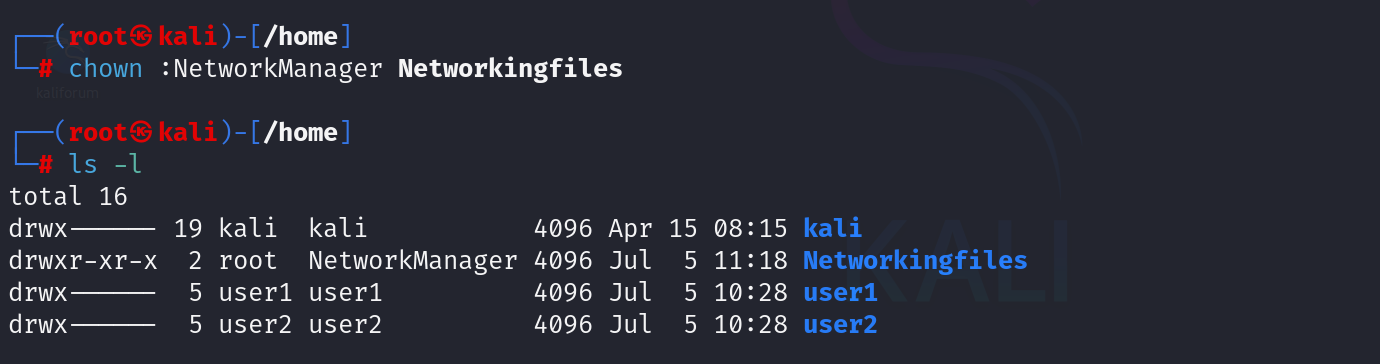 ┌──(root㉿kali)-[/home]
└─# chown :NetworkManager Networkingfiles
kaliforum
┌──(root㉿kali)-[/home]
└─# ls -l
total 16
drwx------ 19 kali  kali           4096 Apr 15 08:15 kali
drwxr-xr-x  2 root  NetworkManager 4096 Jul  5 11:18 Networkingfiles
drwx------  5 user1 user1          4096 Jul  5 10:28 user1
drwx------  5 user2 user2          4096 Jul  5 10:28 user2
KALI